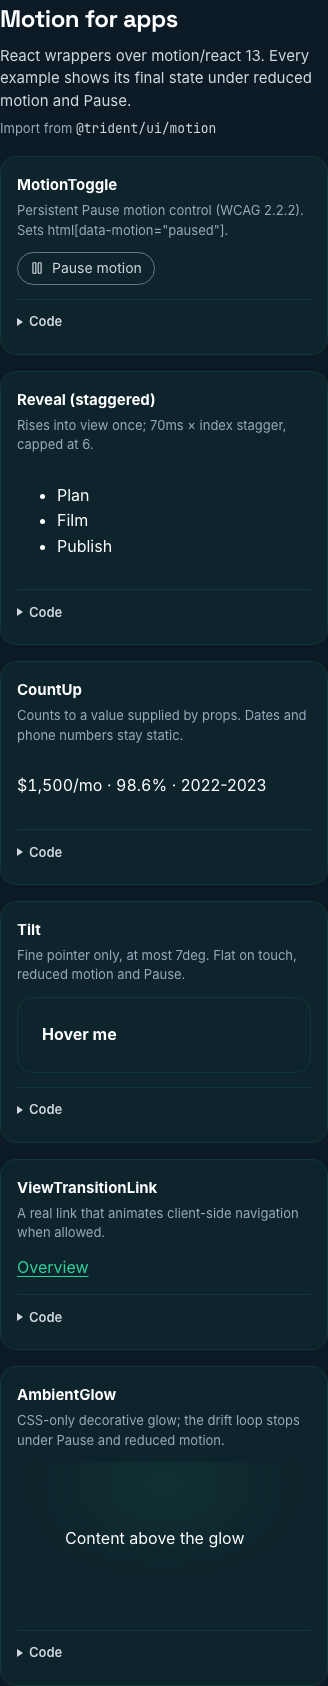 Motion for apps
React wrappers over motion/react 13. Every
example shows its final state under reduced
motion and Pause.
Import from @trident/ui/motion
MotionToggle
Persistent Pause motion control (WCAG 2.2.2).
Sets html[data-motion="paused"].
Pause motion
Code
Reveal (staggered)
Rises into view once; 70ms × index stagger,
capped at 6.
• Plan
• Film
• Publish
Code
CountUp
Counts to a value supplied by props. Dates and
phone numbers stay static.
$1,500/mo · 98.6% · 2022-2023
Code
Tilt
Fine pointer only, at most 7deg. Flat on touch,
reduced motion and Pause.
Hover me
Code
ViewTransitionLink
A real link that animates client-side navigation
when allowed.
Overview
Code
AmbientGlow
CSS-only decorative glow; the drift loop stops
under Pause and reduced motion.
Content above the glow
Code